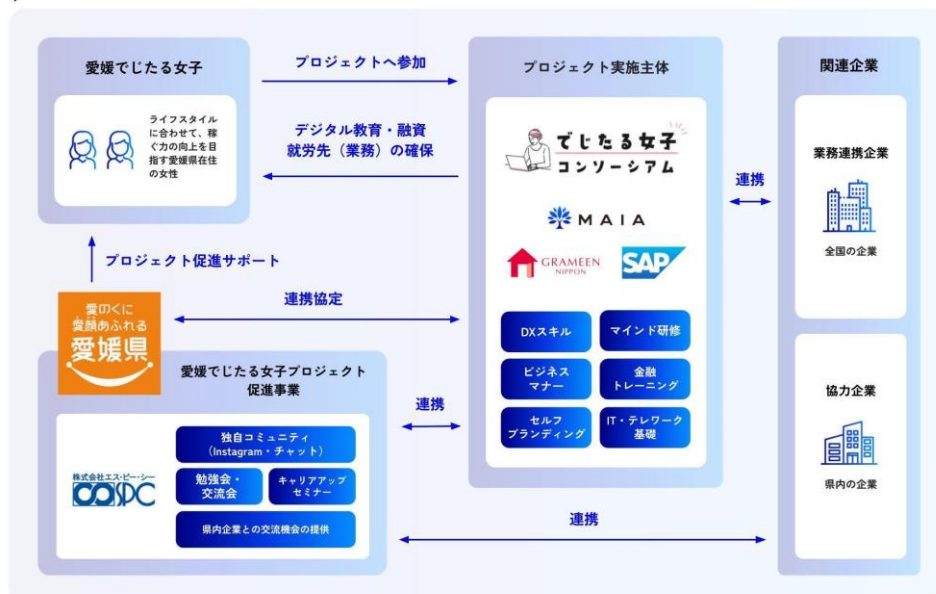 愛媛でじたる女子
ライフスタイル
に合わせて、稼
ぐ力の向上を目
指す愛媛県在住
の女性
プロジェクトへ参加
デジタル教育・融資
就労先（業務）の確保
プロジェクト促進サポート
愛のくに
愛顔あふれる
愛媛県
連携協定
愛媛でじたる女子プロジェクト
促進事業
株式会社エス・ピー・シー
SPC
独自コミュニティ
（Instagram・チャット）
勉強会・
交流会
キャリアアップ
セミナー
県内企業との交流機会の提供
連携
プロジェクト実施主体
でじたる女子
コンソーシアム
MAIA
GRAMEEN
NIPPON
SAP
DXスキル
マインド研修
ビジネス
マナー
金融
トレーニング
セルフ
ブランディング
IT・テレワーク
基礎
連携
連携
関連企業
業務連携企業
全国の企業
協力企業
県内の企業